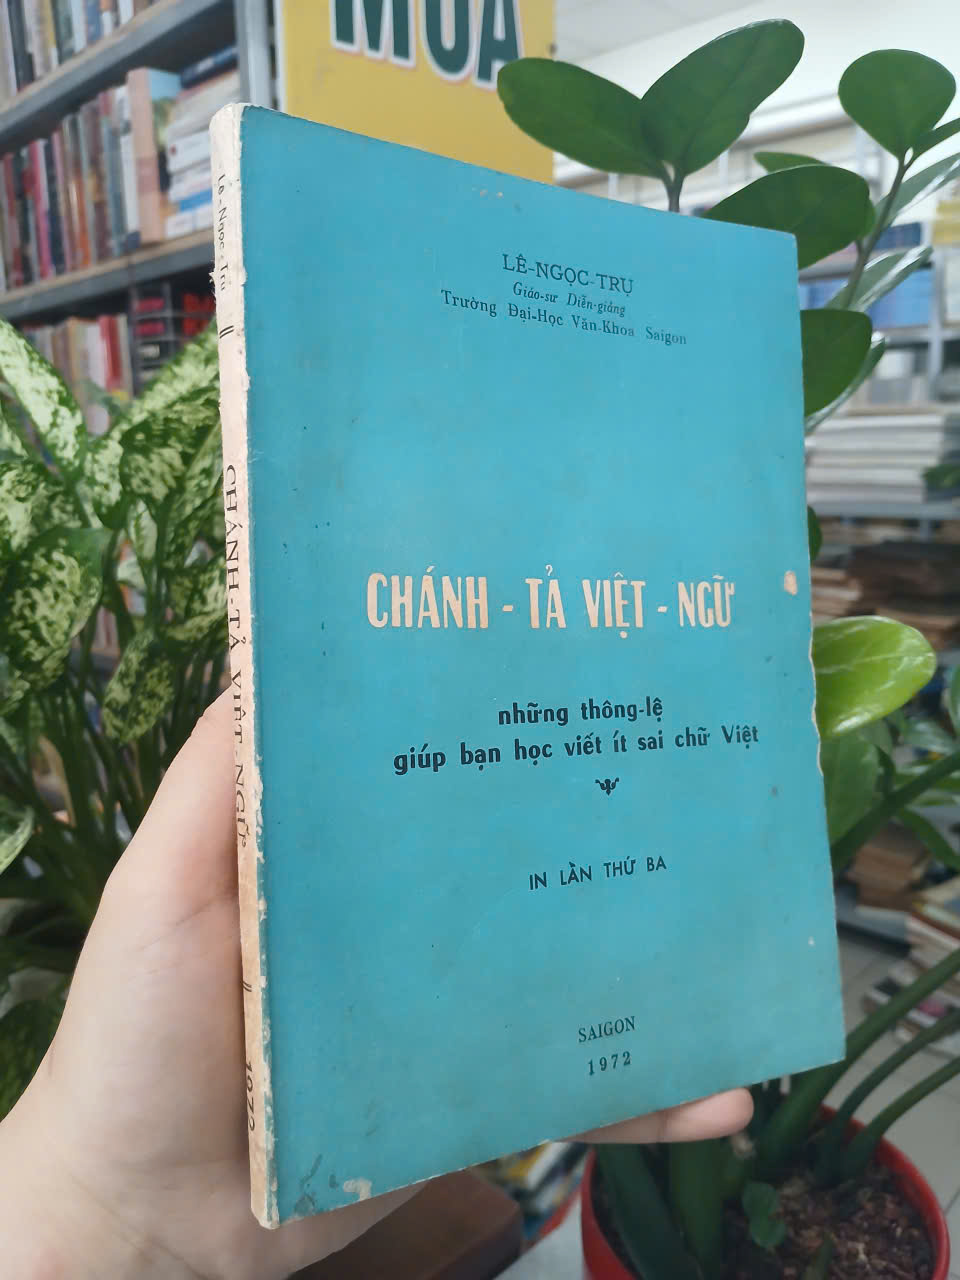 MUA
Lê-Ngọc-Trụ || CHÁNH-TẢ VIỆT-NGỮ || 1972
LÊ-NGỌC-TRỤ
Giáo-sư Diễn-giảng
Trường Đại-Học Văn-Khoa Saigon
CHÁNH - TẢ VIỆT - NGỮ
những thông-lệ
giúp bạn học viết ít sai chữ Việt
IN LẦN THỨ BA
SAIGON
1972